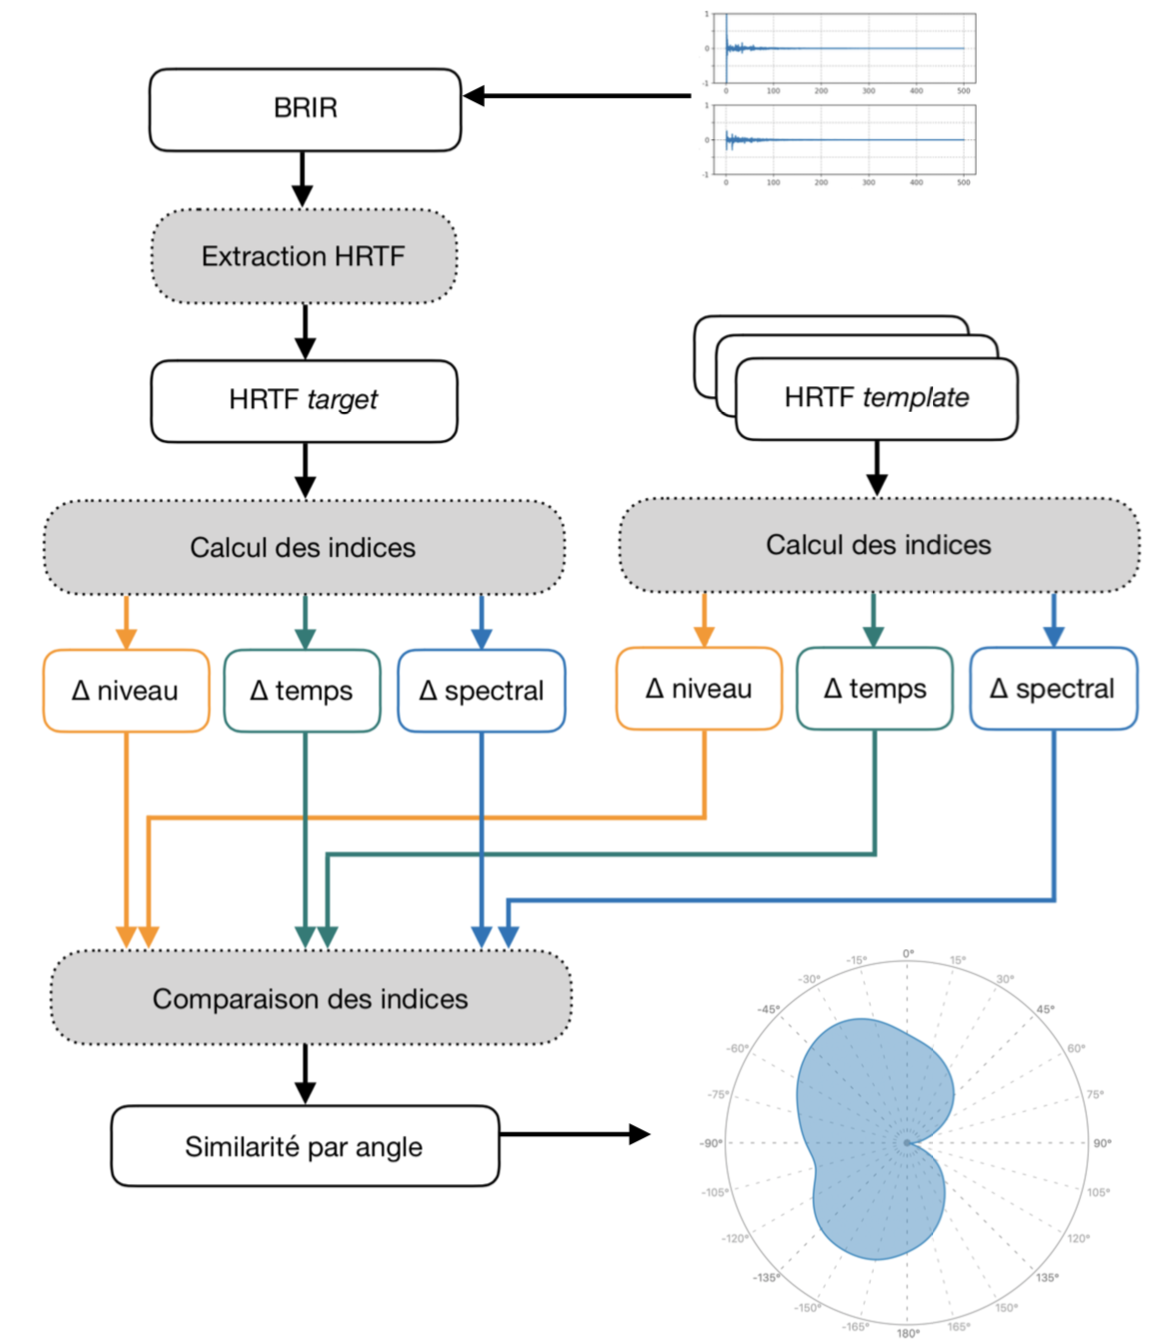 1
0
-1
0 100 200 300 400 500
1
0
-1
0 100 200 300 400 500
BRIR
Extraction HRTF
HRTF target
HRTF template
Calcul des indices
Calcul des indices
Δ niveau
Δ temps
Δ spectral
Δ niveau
Δ temps
Δ spectral
Comparaison des indices
Similarité par angle
0°
15°
30°
45°
60°
75°
90°
105°
120°
135°
150°
165°
180°
-165°
-150°
-135°
-120°
-105°
-90°
-75°
-60°
-45°
-30°
-15°